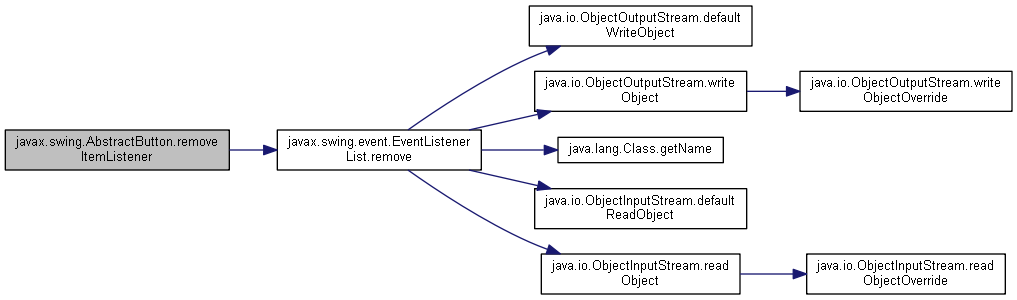 javax.swing.AbstractButton.remove
ItemListener
javax.swing.event.EventListener
List.remove
java.io.ObjectOutputStream.default
WriteObject
java.io.ObjectOutputStream.write
Object
java.io.ObjectOutputStream.write
ObjectOverride
java.lang.Class.getName
java.io.ObjectInputStream.default
ReadObject
java.io.ObjectInputStream.read
Object
java.io.ObjectInputStream.read
ObjectOverride